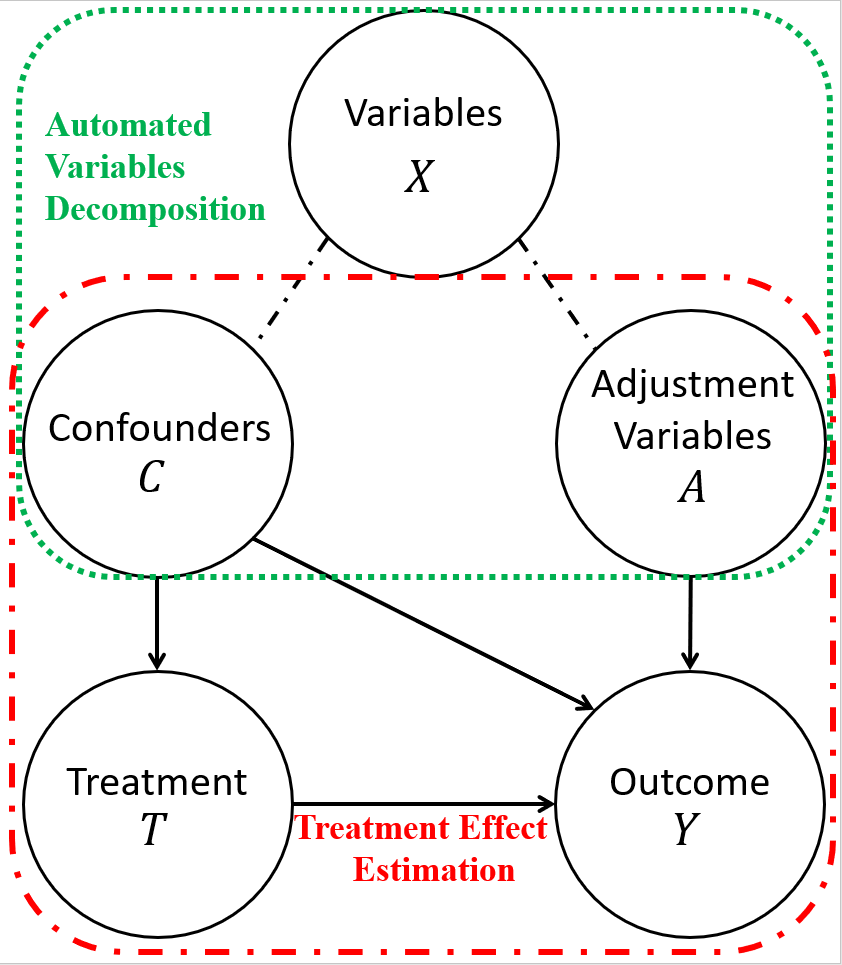 Variables
X
Automated
Variables
Decomposition
Confounders
C
Adjustment
Variables
A
Treatment
T
Outcome
Y
Treatment Effect
Estimation